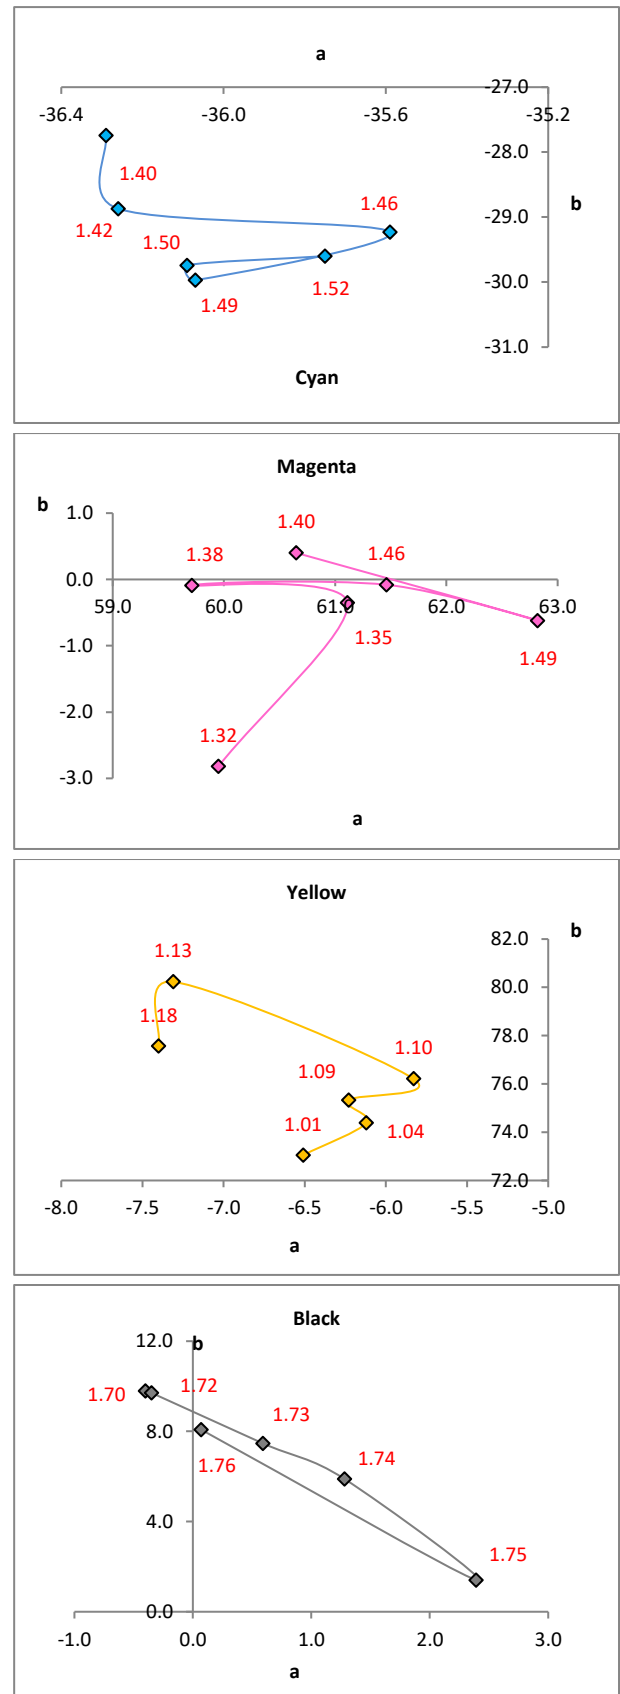 a
-27.0
-36.4 -36.0 -35.6 -35.2
-28.0
1.40
1.46 b
-29.0
1.42
1.50
-30.0
1.52
1.49
-31.0
Cyan
Magenta
b 1.0
1.40
1.38 1.46
0.0
59.0 60.0 61.0 62.0 63.0
1.35
-1.0
1.49
-2.0
1.32
-3.0
a
Yellow
b
82.0
1.13
80.0
1.18
78.0
1.10
1.09
76.0
1.01 1.04
74.0
72.0
-8.0 -7.5 -7.0 -6.5 -6.0 -5.5 -5.0
a
Black
12.0 b
1.70 1.72
1.73
8.0
1.76 1.74
4.0
1.75
0.0
-1.0 0.0 1.0 2.0 3.0
a